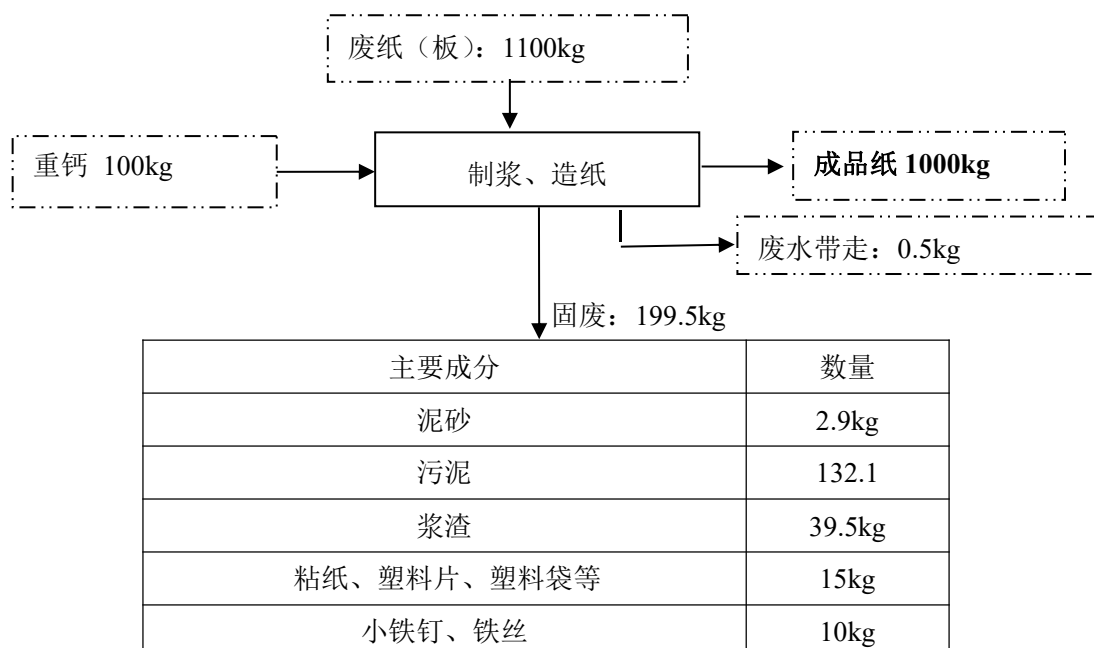 废纸（板）：1100kg
重钙 100kg
制浆、造纸
成品纸 1000kg
废水带走：0.5kg
固废：199.5kg
主要成分 数量
泥砂 2.9kg
污泥 132.1
浆渣 39.5kg
粘纸、塑料片、塑料袋等 15kg
小铁钉、铁丝 10kg